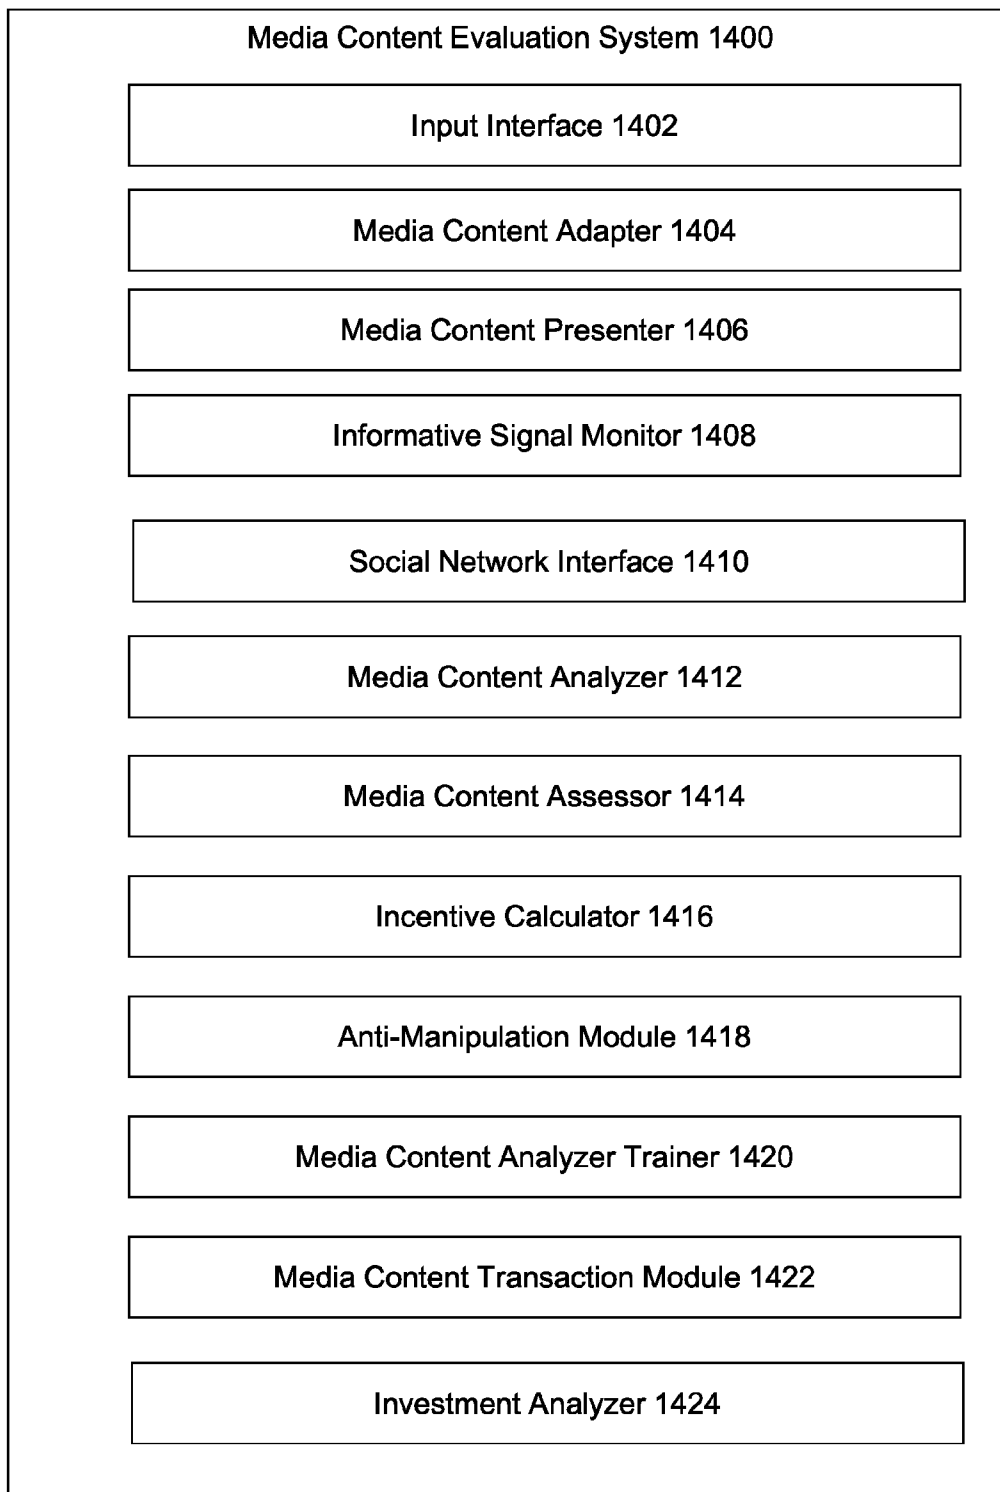 Media Content Evaluation System 1400
Input Interface 1402
Media Content Adapter 1404
Media Content Presenter 1406
Informative Signal Monitor 1408
Social Network Interface 1410
Media Content Analyzer 1412
Media Content Assessor 1414
Incentive Calculator 1416
Anti-Manipulation Module 1418
Media Content Analyzer Trainer 1420
Media Content Transaction Module 1422
Investment Analyzer 1424